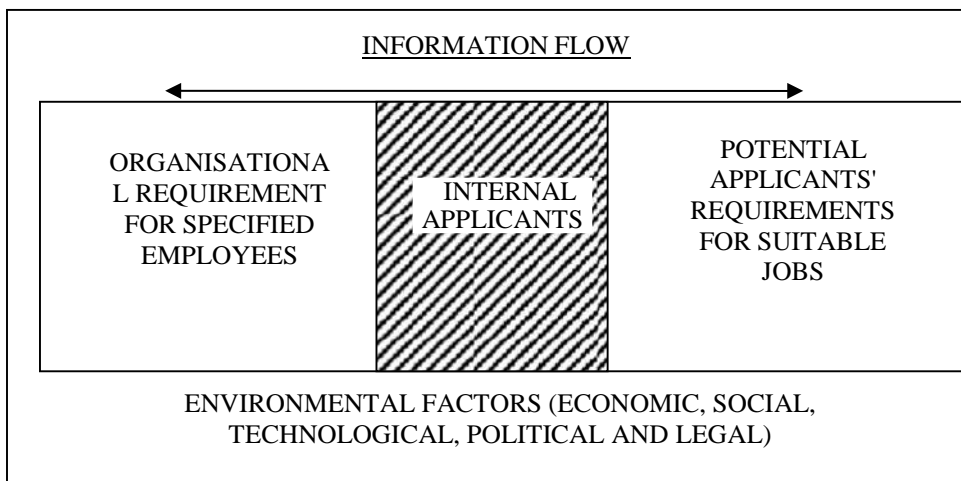 INFORMATION FLOW
ORGANISATIONA
L REQUIREMENT
FOR SPECIFIED
EMPLOYEES
INTERNAL
APPLICANTS
POTENTIAL
APPLICANTS'
REQUIREMENTS
FOR SUITABLE
JOBS
ENVIRONMENTAL FACTORS (ECONOMIC, SOCIAL,
TECHNOLOGICAL, POLITICAL AND LEGAL)